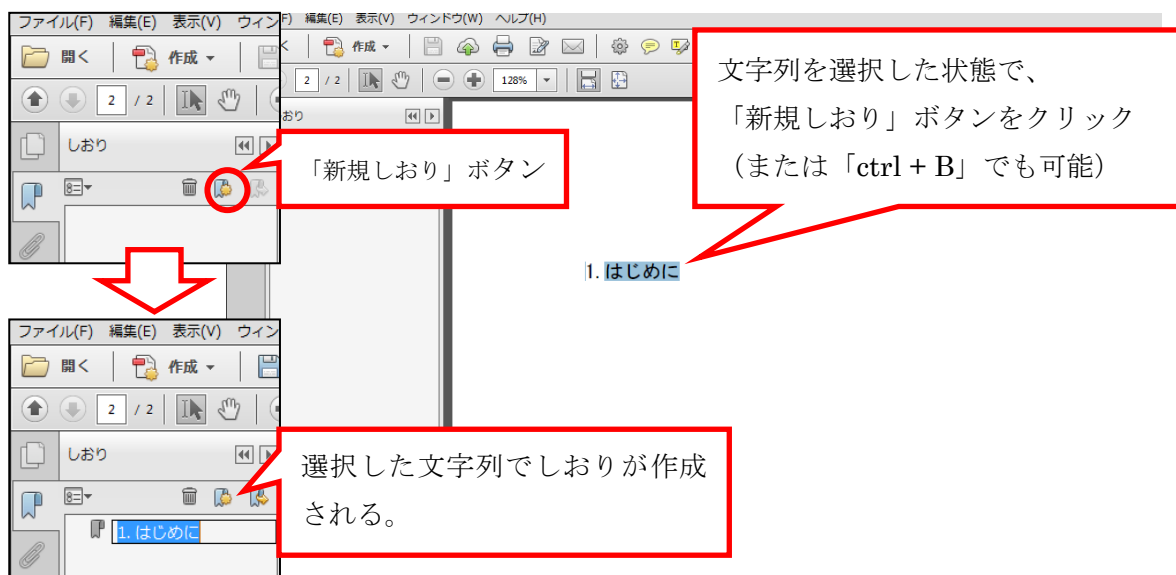 ファイル(F) 編集(E) 表示(V) ウィン
F) 編集(E) 表示(V) ウィンドウ(W) ヘルプ(H)
開く 作成
作成
2 / 2
2 / 2 128%
しおり
おり
「新規しおり」ボタン
文字列を選択した状態で、
「新規しおり」ボタンをクリック
（または「ctrl + B」でも可能）
1. はじめに
ファイル(F) 編集(E) 表示(V) ウィン
開く 作成
2 / 2
しおり
1. はじめに
選択した文字列でしおりが作成
される。